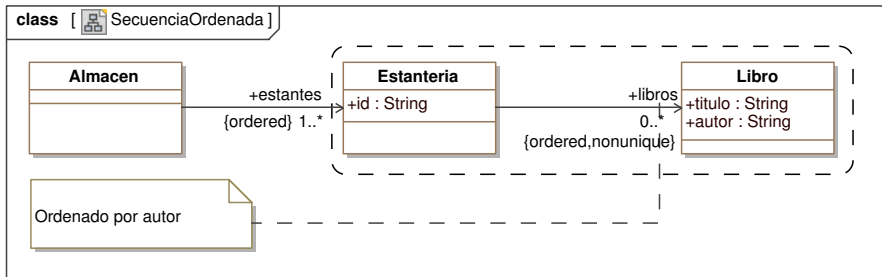 class [ SecuenciaOrdenada ]
Almacen
Estanteria
Libro
+estantes
{ordered} 1..*
+id : String
+libros
0..*
{ordered,nonunique}
+titulo : String
+autor : String
Ordenado por autor